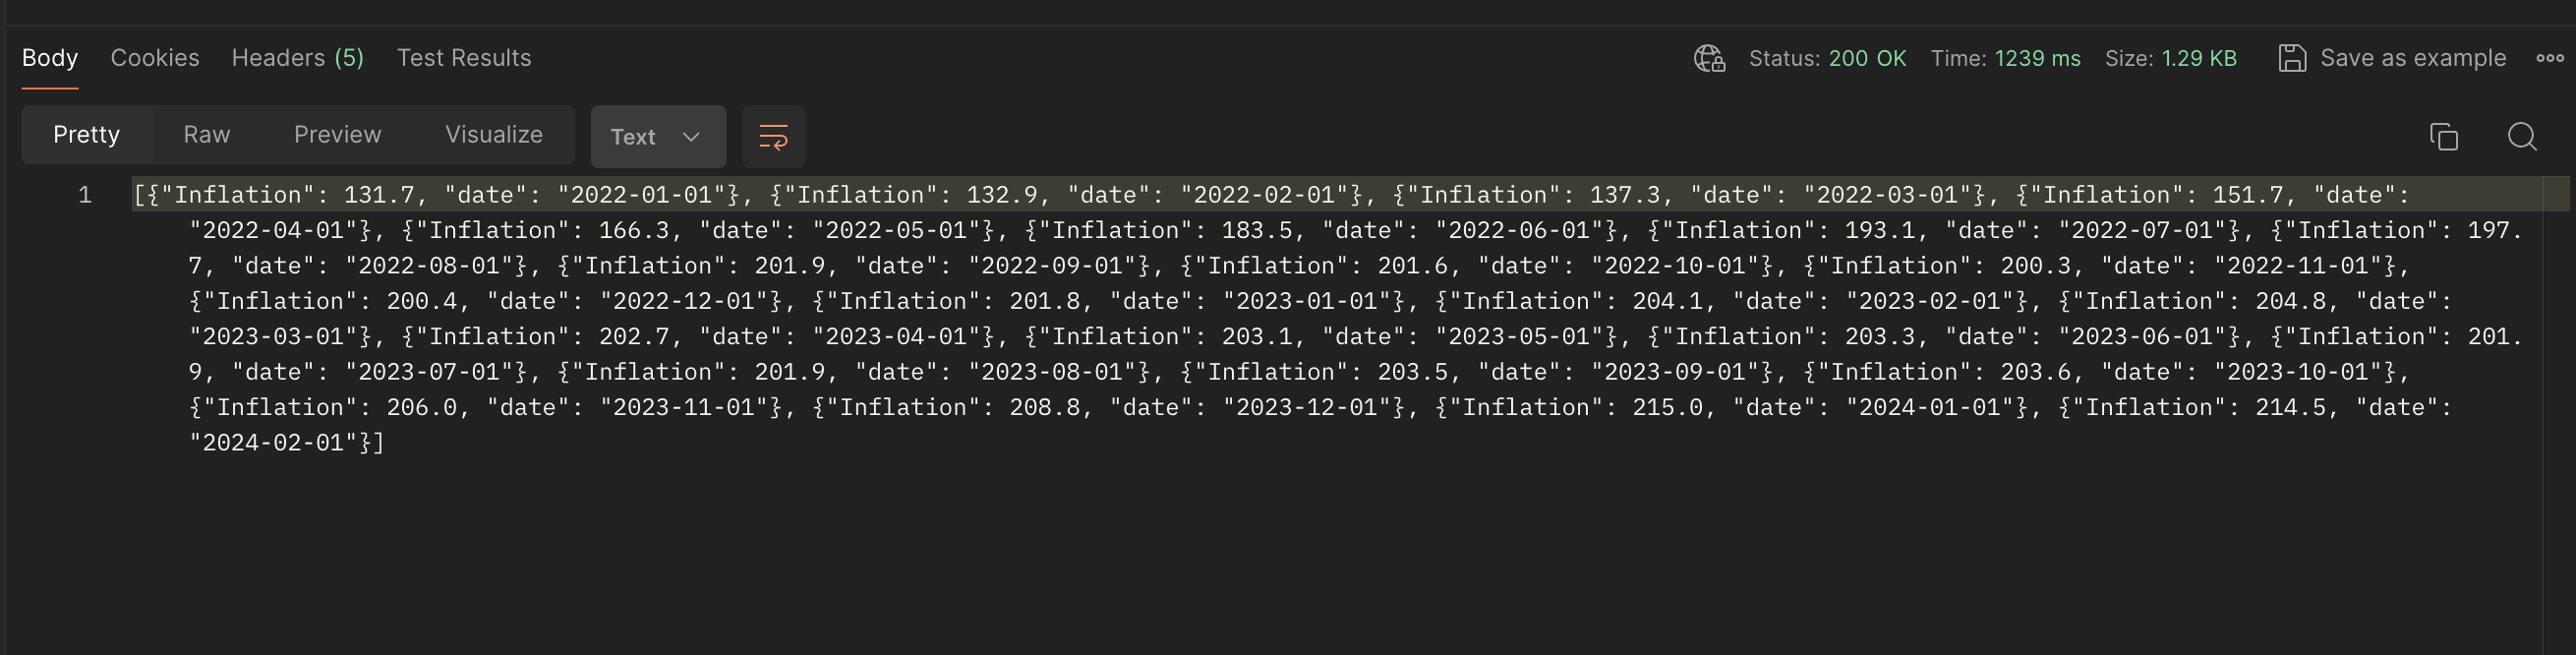 Body Cookies Headers (5) Test Results Status: 200 OK Time: 1239 ms Size: 1.29 KB Save as example
Pretty Raw Preview Visualize Text
1 [{"Inflation": 131.7, "date": "2022-01-01"}, {"Inflation": 132.9, "date": "2022-02-01"}, {"Inflation": 137.3, "date": "2022-03-01"}, {"Inflation": 151.7, "date":
"2022-04-01"}, {"Inflation": 166.3, "date": "2022-05-01"}, {"Inflation": 183.5, "date": "2022-06-01"}, {"Inflation": 193.1, "date": "2022-07-01"}, {"Inflation": 197.
7, "date": "2022-08-01"}, {"Inflation": 201.9, "date": "2022-09-01"}, {"Inflation": 201.6, "date": "2022-10-01"}, {"Inflation": 200.3, "date": "2022-11-01"},
{"Inflation": 200.4, "date": "2022-12-01"}, {"Inflation": 201.8, "date": "2023-01-01"}, {"Inflation": 204.1, "date": "2023-02-01"}, {"Inflation": 204.8, "date":
"2023-03-01"}, {"Inflation": 202.7, "date": "2023-04-01"}, {"Inflation": 203.1, "date": "2023-05-01"}, {"Inflation": 203.3, "date": "2023-06-01"}, {"Inflation": 201.
9, "date": "2023-07-01"}, {"Inflation": 201.9, "date": "2023-08-01"}, {"Inflation": 203.5, "date": "2023-09-01"}, {"Inflation": 203.6, "date": "2023-10-01"},
{"Inflation": 206.0, "date": "2023-11-01"}, {"Inflation": 208.8, "date": "2023-12-01"}, {"Inflation": 215.0, "date": "2024-01-01"}, {"Inflation": 214.5, "date":
"2024-02-01"}]